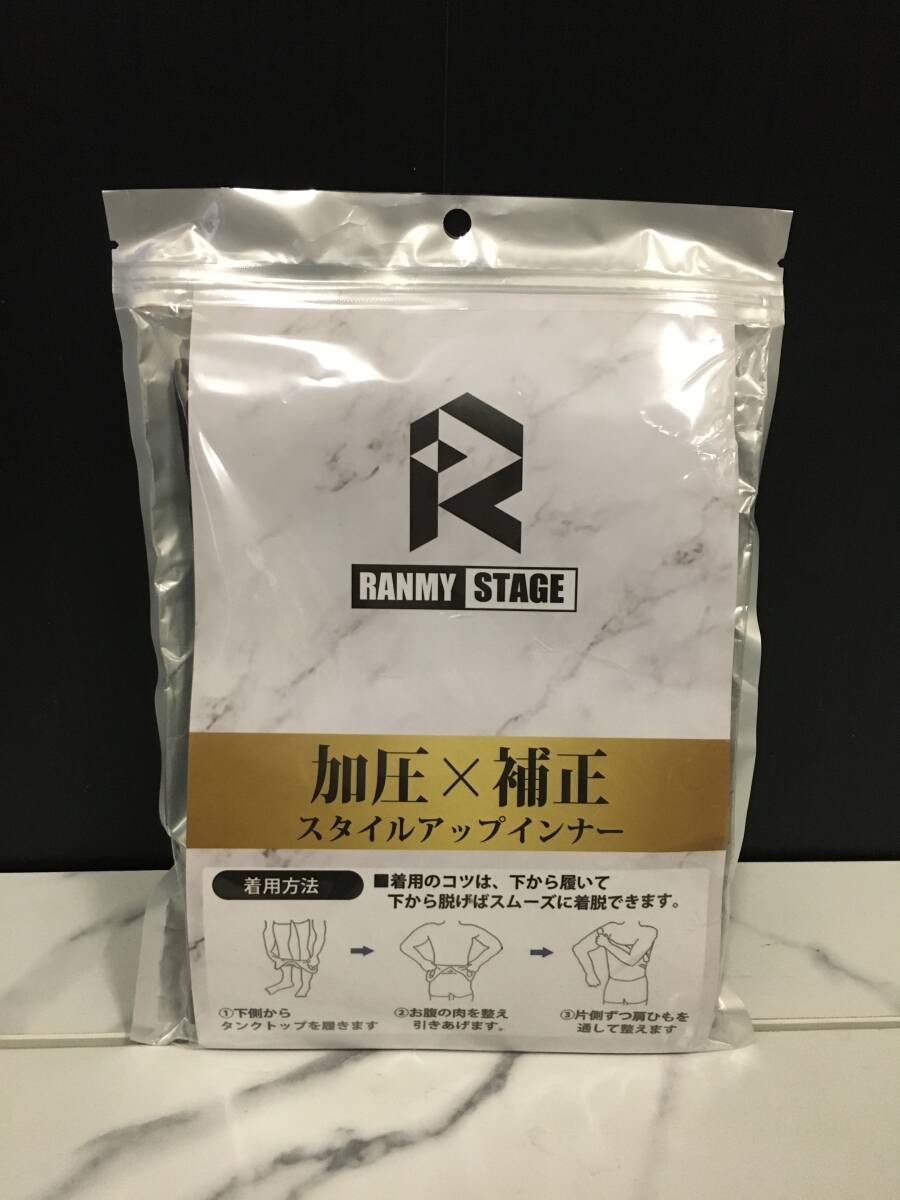 RANMY STAGE
加圧×補正
スタイルアップインナー
着用方法
■着用のコツは、下から履いて
下から脱げばスムーズに着脱できます。
①下側から
タンクトップを履きます
②お腹の肉を整え
引きあげます。
③片側ずつ肩ひもを
通して整えます